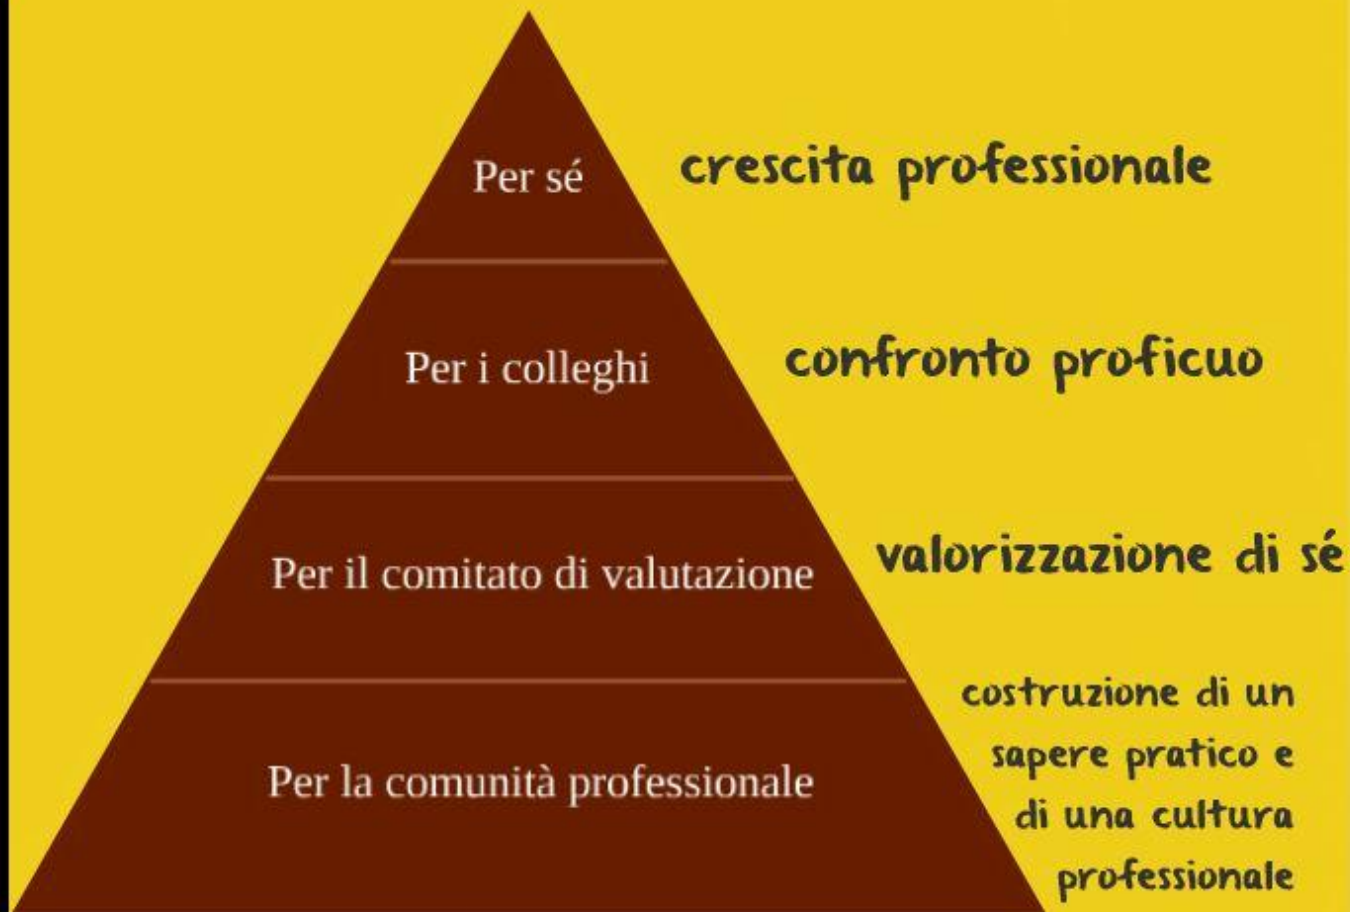 Per sé
crescita professionale
Per i colleghi
confronto proficuo
Per il comitato di valutazione
valorizzazione di sé
Per la comunità professionale
costruzione di un
sapere pratico e
di una cultura
professionale